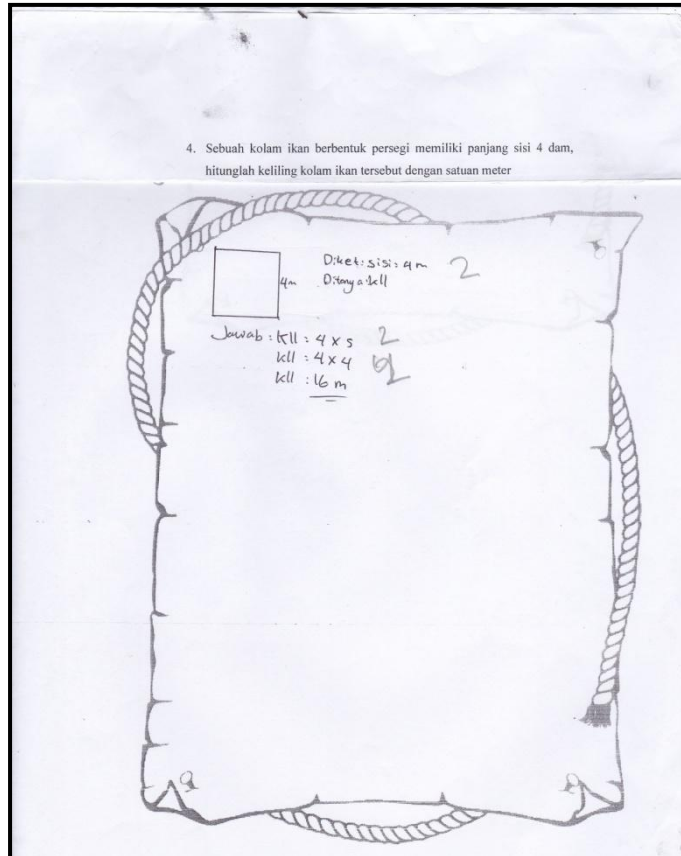 4. Sebuah kolam ikan berbentuk persegi memiliki panjang sisi 4 dam,
hitunglah keliling kolam ikan tersebut dengan satuan meter
4m
Diket : sisi : 4 m 2
Ditanya : kll
Jawab : kll : 4 x s 2
kll : 4 x 4
kll : 16 m